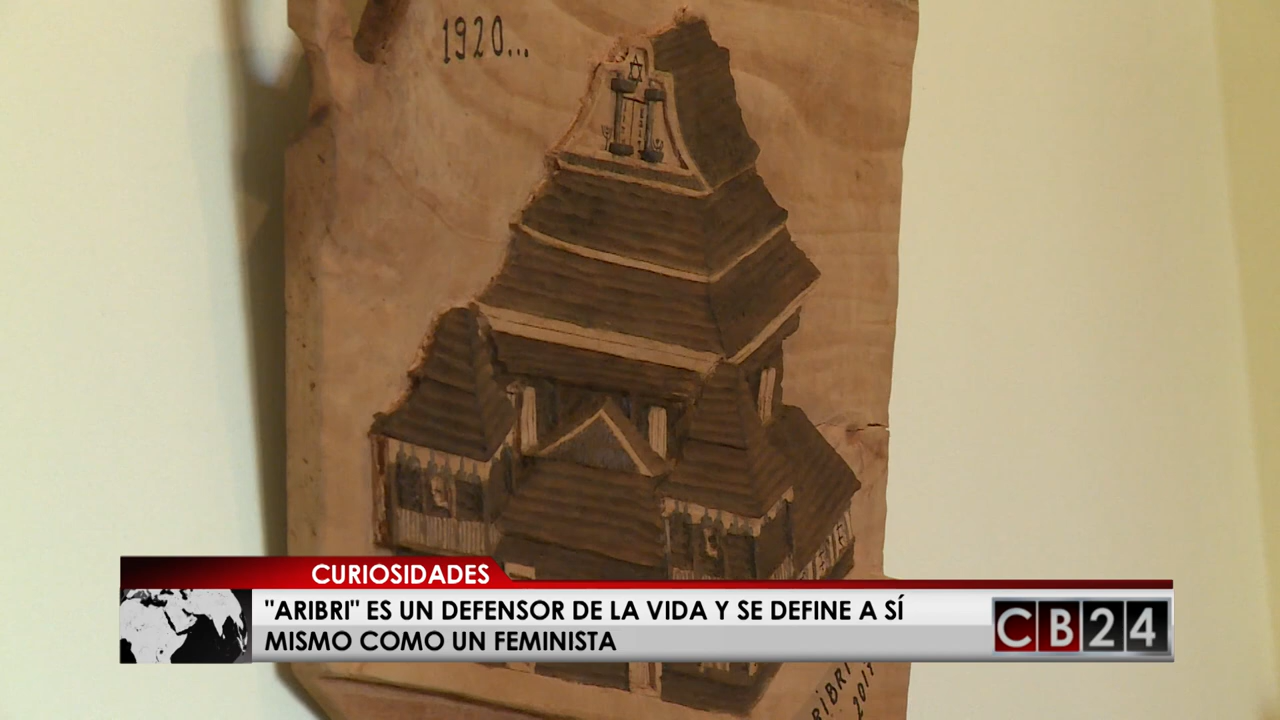 1920...
CURIOSIDADES
"ARIBRI" ES UN DEFENSOR DE LA VIDA Y SE DEFINE A SÍ
MISMO COMO UN FEMINISTA
CB24